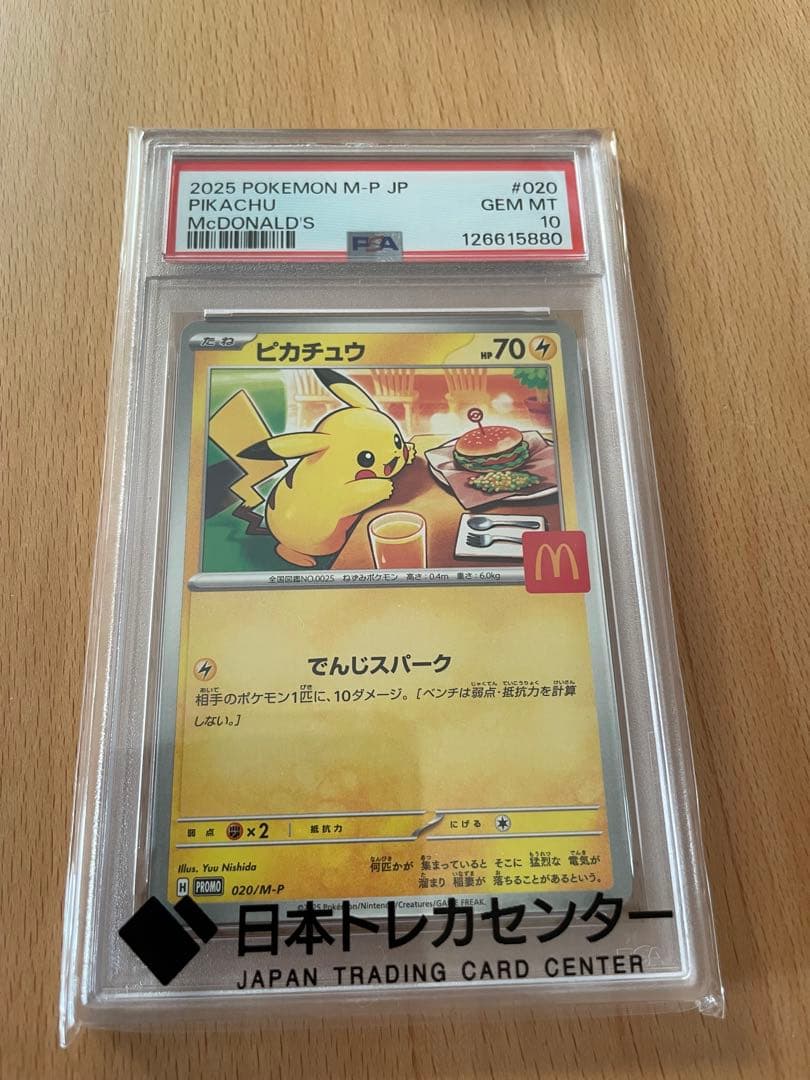 2025 POKEMON M-P JP #020
PIKACHU GEM MT
McDONALD'S 10
PSA 126615880
たね ピカチュウ HP70
M
全国図鑑NO.0025 ねずみポケモン 高さ:0.4m 重さ:6.0kg
でんじスパーク
相手のポケモン1匹に、10ダメージ。[ベンチは弱点・抵抗力を計算
しない。]
弱点 ×2 抵抗力 にげる
Illus. Yuu Nishida
何匹かが 集まっていると そこに 猛烈な 電気が
溜まり 稲妻が 落ちることがあるという。
H PROMO 020/M-P
©2025 Pokémon/Nintendo/Creatures/GAME FREAK.
日本トレカセンター
JAPAN TRADING CARD CENTER